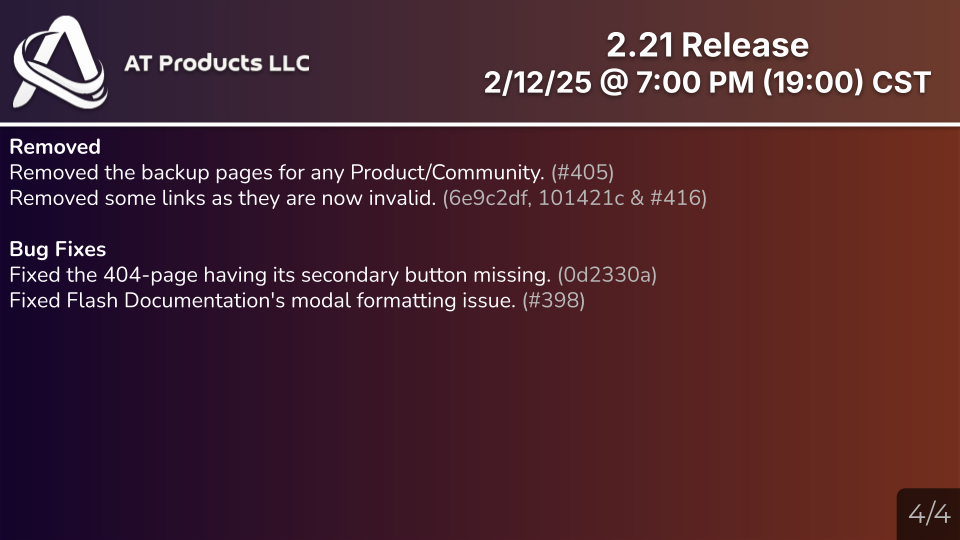 AT Products LLC
2.21 Release
2/12/25 @ 7:00 PM (19:00) CST
Removed
Removed the backup pages for any Product/Community. (#405)
Removed some links as they are now invalid. (6e9c2df, 101421c & #416)
Bug Fixes
Fixed the 404-page having its secondary button missing. (0d2330a)
Fixed Flash Documentation's modal formatting issue. (#398)
4/4